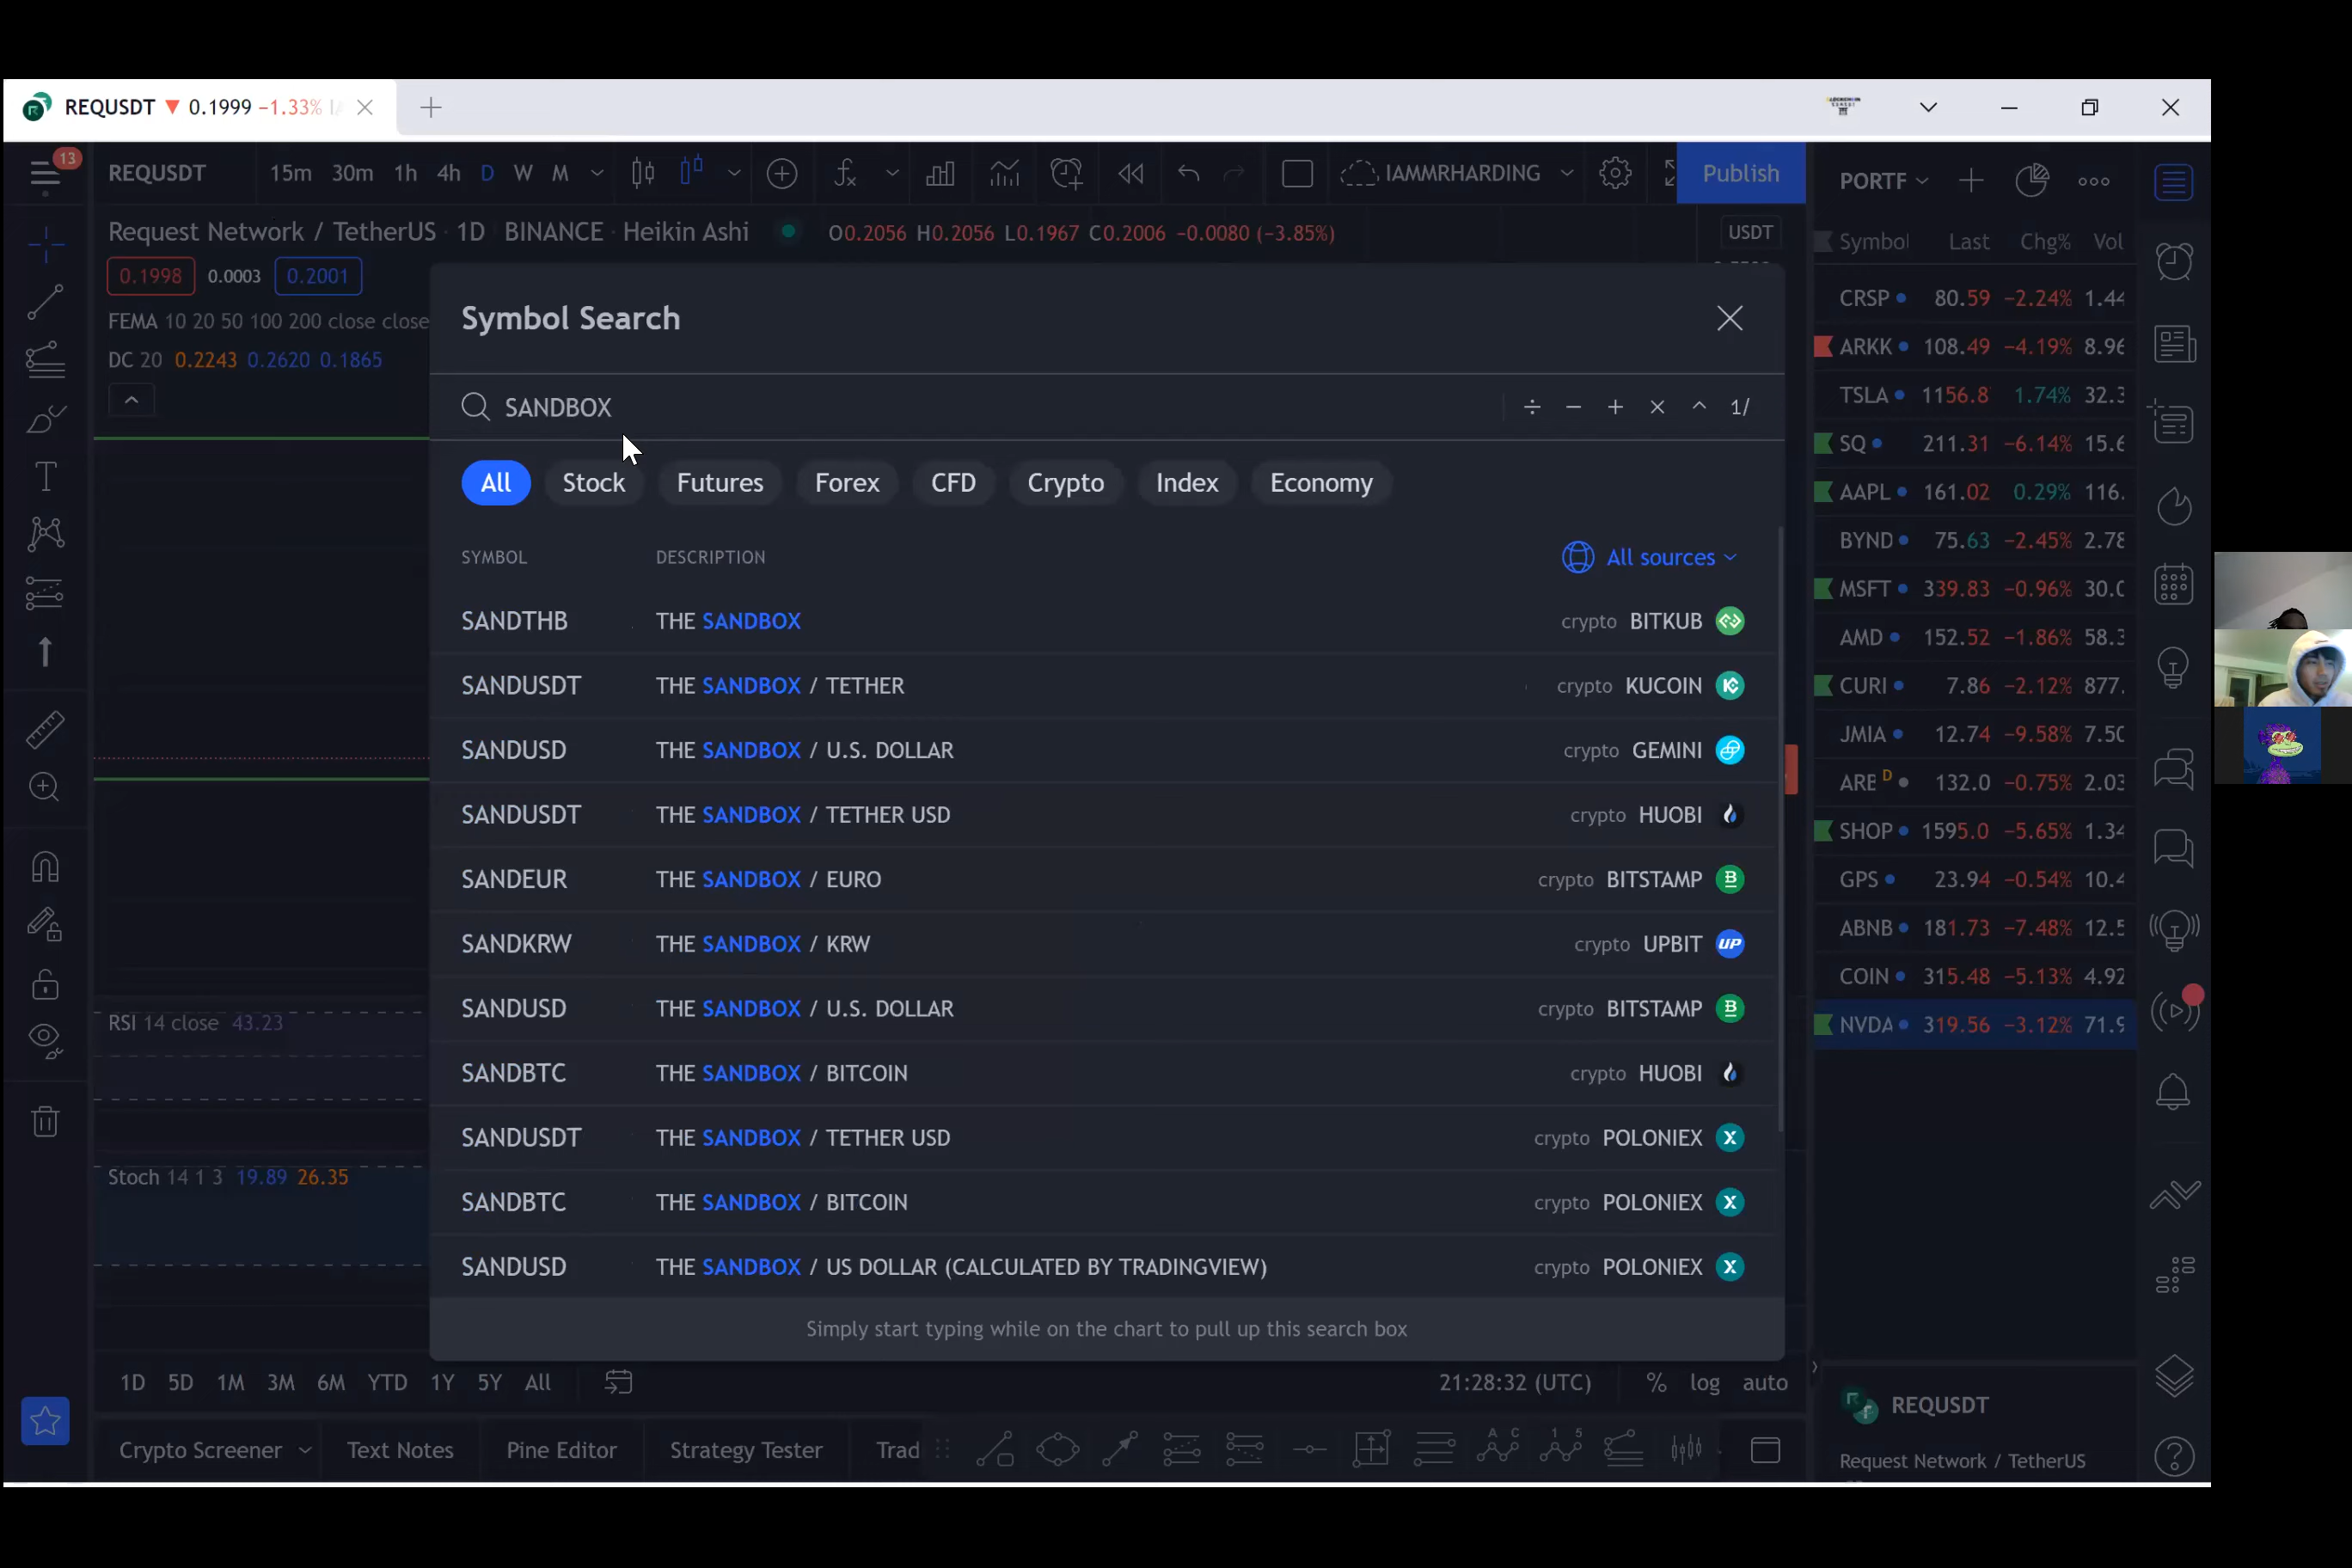 REQUSDT ▼ 0.1999 −1.33%
13
REQUSDT 15m 30m 1h 4h D W M IAMMRHARDING Publish
PORTF
Request Network / TetherUS · 1D · BINANCE · Heikin Ashi O0.2056 H0.2056 L0.1967 C0.2006 −0.0080 (−3.85%)
USDT
Symbol Last Chg% Vol
0.1998 0.0003 0.2001
FEMA 10 20 50 100 200 close close
DC 20 0.2243 0.2620 0.1865
Symbol Search
SANDBOX
÷ − + × ^ 1/
All Stock Futures Forex CFD Crypto Index Economy
SYMBOL DESCRIPTION All sources
SANDTHB THE SANDBOX crypto BITKUB
SANDUSDT THE SANDBOX / TETHER crypto KUCOIN
SANDUSD THE SANDBOX / U.S. DOLLAR crypto GEMINI
SANDUSDT THE SANDBOX / TETHER USD crypto HUOBI
SANDEUR THE SANDBOX / EURO crypto BITSTAMP
SANDKRW THE SANDBOX / KRW crypto UPBIT UP
SANDUSD THE SANDBOX / U.S. DOLLAR crypto BITSTAMP
SANDBTC THE SANDBOX / BITCOIN crypto HUOBI
SANDUSDT THE SANDBOX / TETHER USD crypto POLONIEX
SANDBTC THE SANDBOX / BITCOIN crypto POLONIEX
SANDUSD THE SANDBOX / US DOLLAR (CALCULATED BY TRADINGVIEW) crypto POLONIEX
Simply start typing while on the chart to pull up this search box
CRSP 80.59 −2.24% 1.44
ARKK 108.49 −4.19% 8.96
TSLA 1156.8 1.74% 32.3
SQ 211.31 −6.14% 15.6
AAPL 161.02 0.29% 116.
BYND 75.63 −2.45% 2.78
MSFT 339.83 −0.96% 30.0
AMD 152.52 −1.86% 58.3
CURI 7.86 −2.12% 877.
JMIA 12.74 −9.58% 7.50
ARE D 132.0 −0.75% 2.03
SHOP 1595.0 −5.65% 1.34
GPS 23.94 −0.54% 10.4
ABNB 181.73 −7.48% 12.5
COIN 315.48 −5.13% 4.92
NVDA 319.56 −3.12% 71.9
RSI 14 close 43.23
Stoch 14 1 3 19.89 26.35
1D 5D 1M 3M 6M YTD 1Y 5Y All 21:28:32 (UTC) % log auto
REQUSDT
Crypto Screener Text Notes Pine Editor Strategy Tester Trad
Request Network / TetherUS